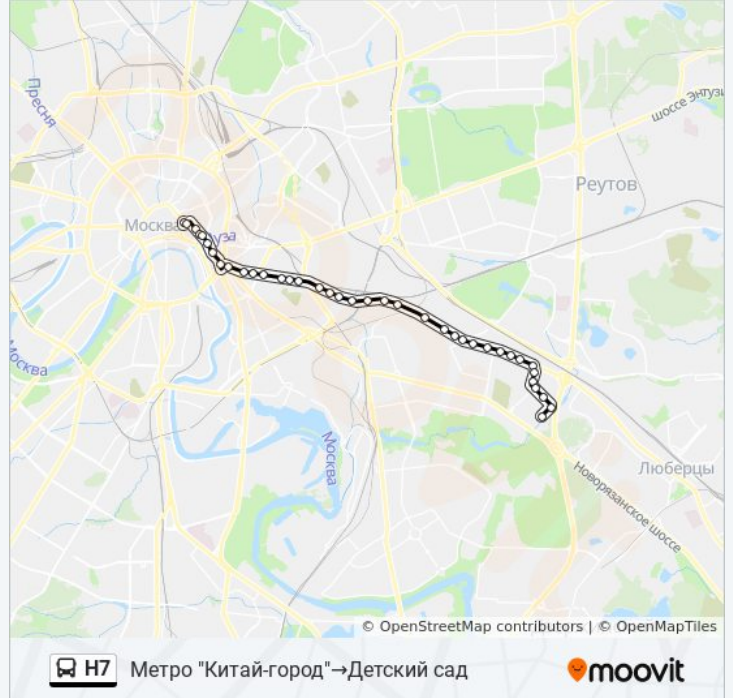 Пресня
шоссе Энтузи
Реутов
Москва
уза
Москва
Москва
Люберцы
Новорязанское шоссе
© OpenStreetMap contributors | © OpenMapTiles
H7 Метро "Китай-город"→Детский сад
moovit